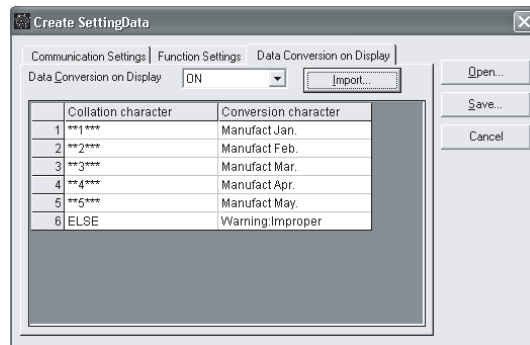 Create SettingData
Communication Settings Function Settings Data Conversion on Display
Data Conversion on Display ON Import...
Open...
Save...
Cancel
Collation character Conversion character
1 **1*** Manufact Jan.
2 **2*** Manufact Feb.
3 **3*** Manufact Mar.
4 **4*** Manufact Apr.
5 **5*** Manufact May.
6 ELSE Warning:Improper